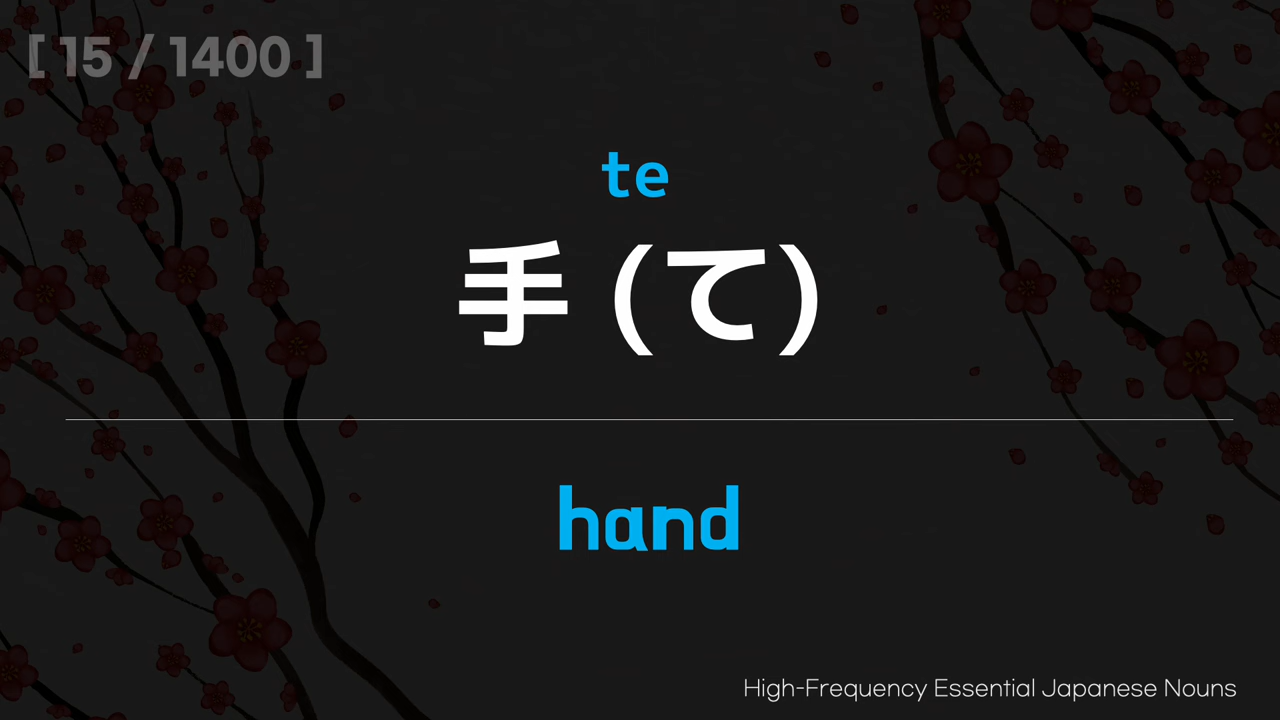 [ 15 / 1400 ]
te
手 (て)
hand
High-Frequency Essential Japanese Nouns